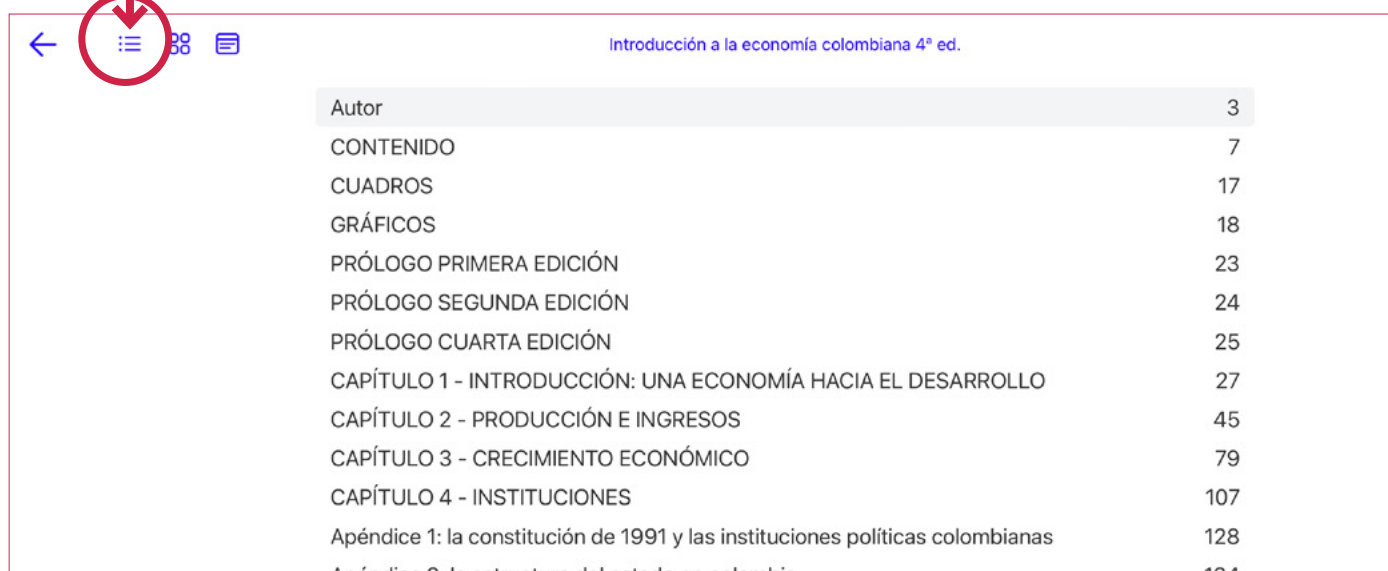 Introducción a la economía colombiana 4ª ed.
Autor 3
CONTENIDO 7
CUADROS 17
GRÁFICOS 18
PRÓLOGO PRIMERA EDICIÓN 23
PRÓLOGO SEGUNDA EDICIÓN 24
PRÓLOGO CUARTA EDICIÓN 25
CAPÍTULO 1 - INTRODUCCIÓN: UNA ECONOMÍA HACIA EL DESARROLLO 27
CAPÍTULO 2 - PRODUCCIÓN E INGRESOS 45
CAPÍTULO 3 - CRECIMIENTO ECONÓMICO 79
CAPÍTULO 4 - INSTITUCIONES 107
Apéndice 1: la constitución de 1991 y las instituciones políticas colombianas 128